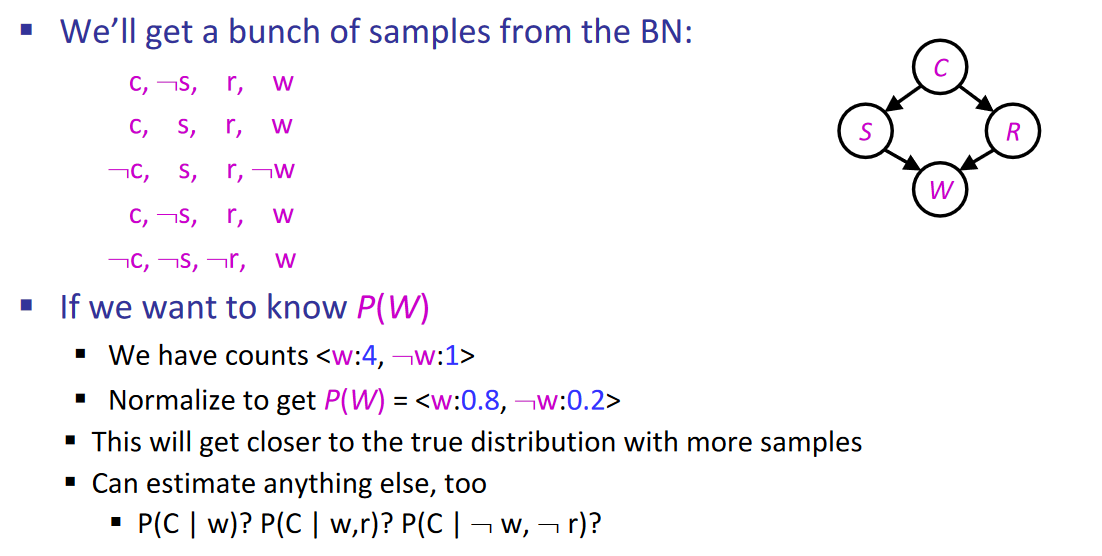 ▪ We'll get a bunch of samples from the BN:
c, ¬s, r, w
c, s, r, w
¬c, s, r, ¬w
c, ¬s, r, w
¬c, ¬s, ¬r, w
C
S
R
W
▪ If we want to know P(W)
▪ We have counts <w:4, ¬w:1>
▪ Normalize to get P(W) = <w:0.8, ¬w:0.2>
▪ This will get closer to the true distribution with more samples
▪ Can estimate anything else, too
▪ P(C | w)? P(C | w,r)? P(C | ¬ w, ¬ r)?